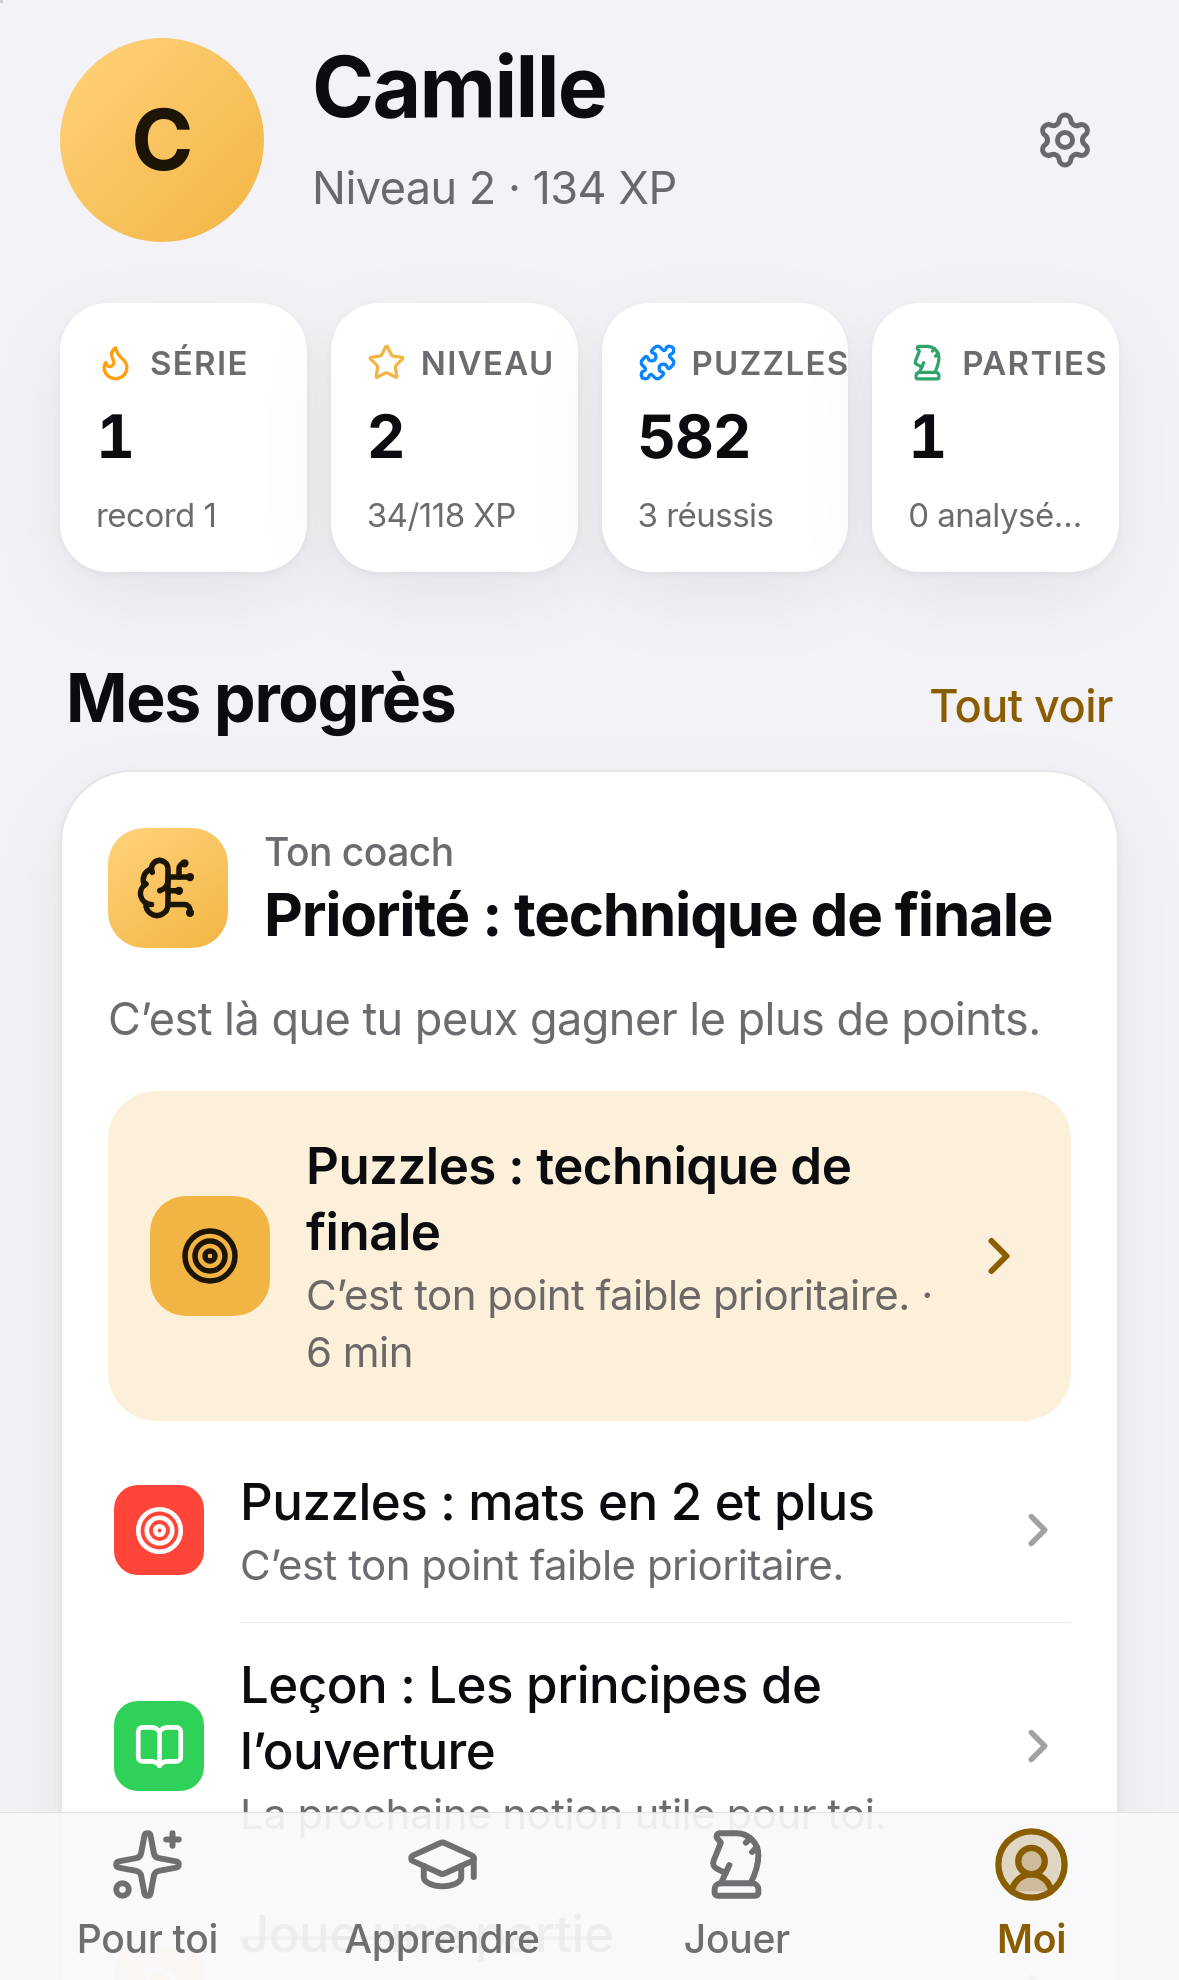 C
Camille
Niveau 2 · 134 XP
SÉRIE
1
record 1
NIVEAU
2
34/118 XP
PUZZLES
582
3 réussis
PARTIES
1
0 analysé…
Mes progrès
Tout voir
Ton coach
Priorité : technique de finale
C’est là que tu peux gagner le plus de points.
Puzzles : technique de
finale
C’est ton point faible prioritaire. ·
6 min
Puzzles : mats en 2 et plus
C’est ton point faible prioritaire.
Leçon : Les principes de
l’ouverture
La prochaine notion utile pour toi.
Joue une partie
Pour toi
Apprendre
Jouer
Moi